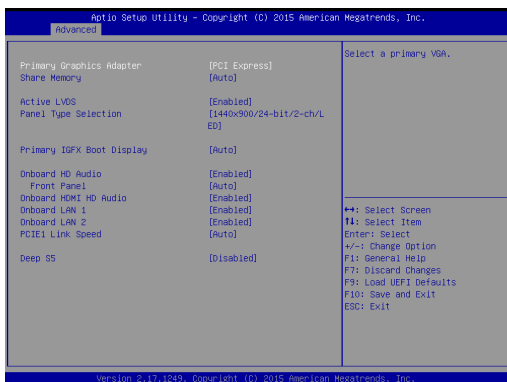 Aptio Setup Utility – Copyright (C) 2015 American Megatrends, Inc.
Advanced
Primary Graphics Adapter [PCI Express]
Share Memory [Auto]
Active LVDS [Enabled]
Panel Type Selection [1440x900/24-bit/2-ch/L
ED]
Primary IGFX Boot Display [Auto]
Onboard HD Audio [Enabled]
Front Panel [Auto]
Onboard HDMI HD Audio [Enabled]
Onboard LAN 1 [Enabled]
Onboard LAN 2 [Enabled]
PCIE1 Link Speed [Auto]
Deep S5 [Disabled]
Select a primary VGA.
↔: Select Screen
↑↓: Select Item
Enter: Select
+/-: Change Option
F1: General Help
F7: Discard Changes
F9: Load UEFI Defaults
F10: Save and Exit
ESC: Exit
Version 2.17.1249. Copyright (C) 2015 American Megatrends, Inc.